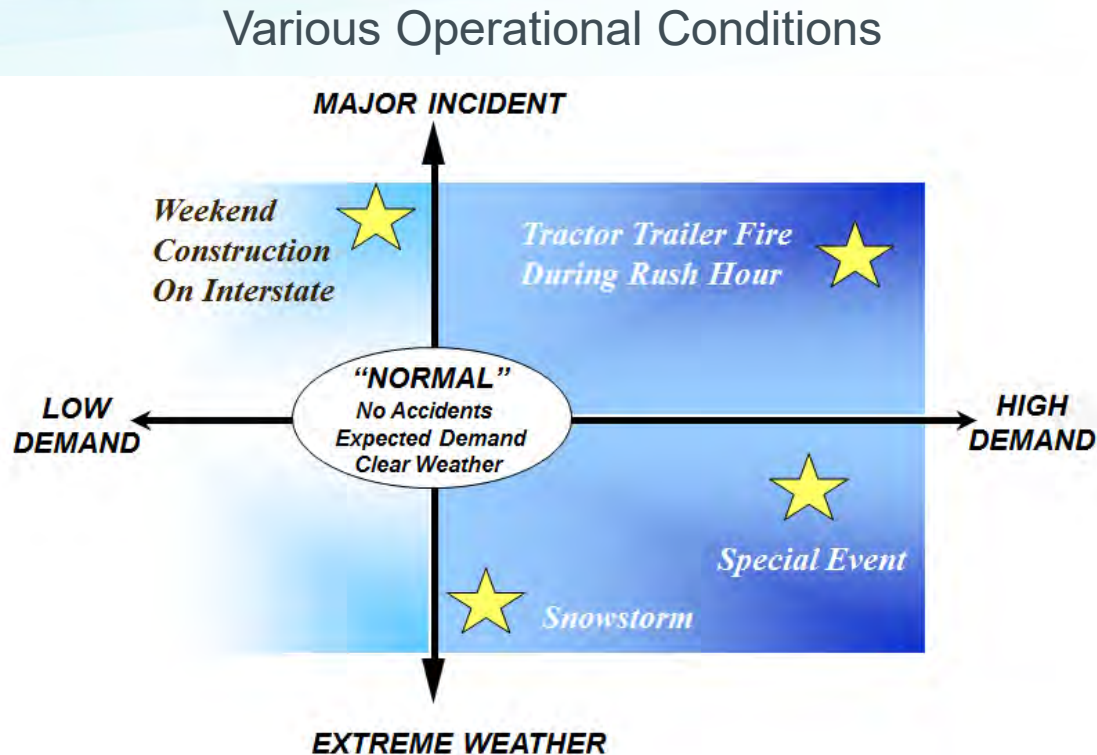 Various Operational Conditions
MAJOR INCIDENT
Weekend
Construction
On Interstate
Tractor Trailer Fire
During Rush Hour
“NORMAL”
No Accidents
Expected Demand
Clear Weather
LOW
DEMAND
HIGH
DEMAND
Special Event
Snowstorm
EXTREME WEATHER